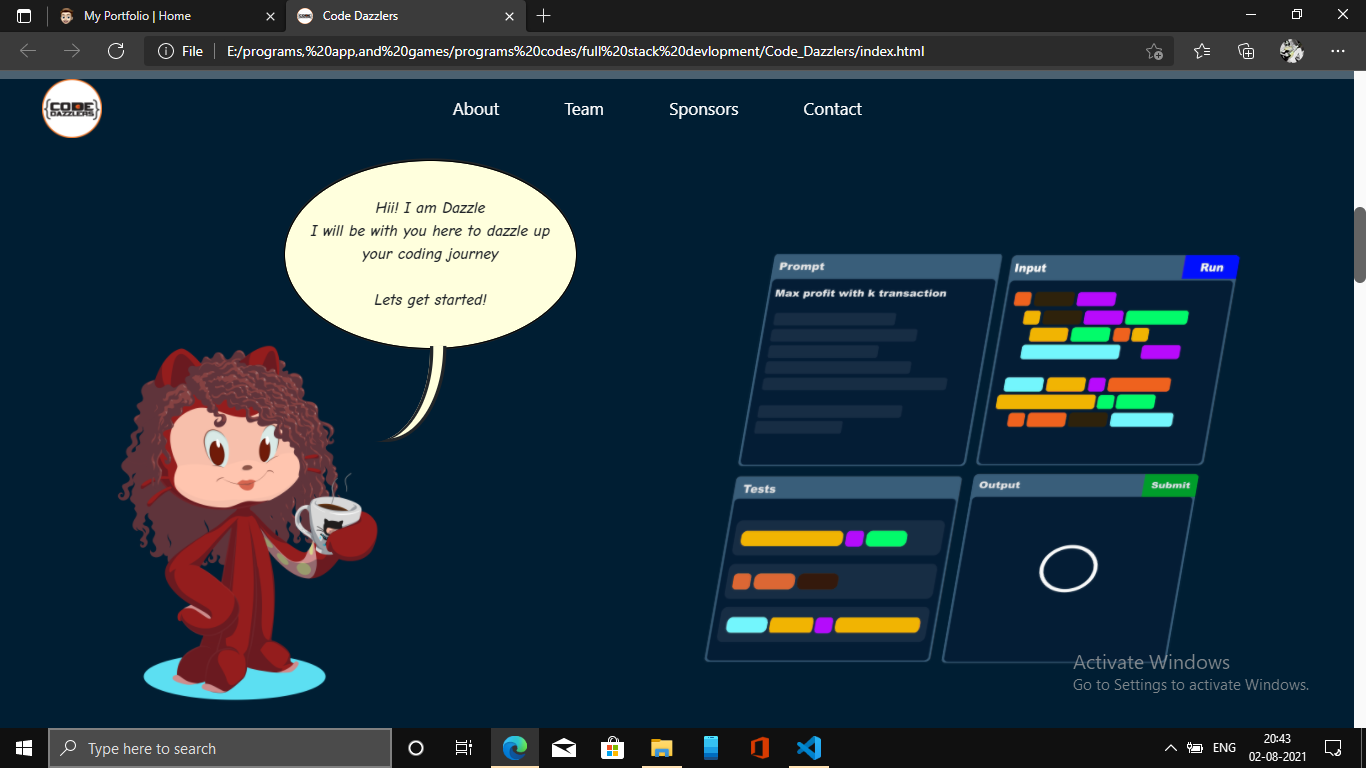 My Portfolio | Home
Code Dazzlers
File
E:/programs,%20app,and%20games/programs%20codes/full%20stack%20devlopment/Code_Dazzlers/index.html
{CODE}
DAZZLERS
About
Team
Sponsors
Contact
Hii! I am Dazzle
I will be with you here to dazzle up
your coding journey
Lets get started!
Prompt
Max profit with k transaction
Input
Run
Tests
Output
Submit
Activate Windows
Go to Settings to activate Windows.
Type here to search
ENG
20:43
02-08-2021